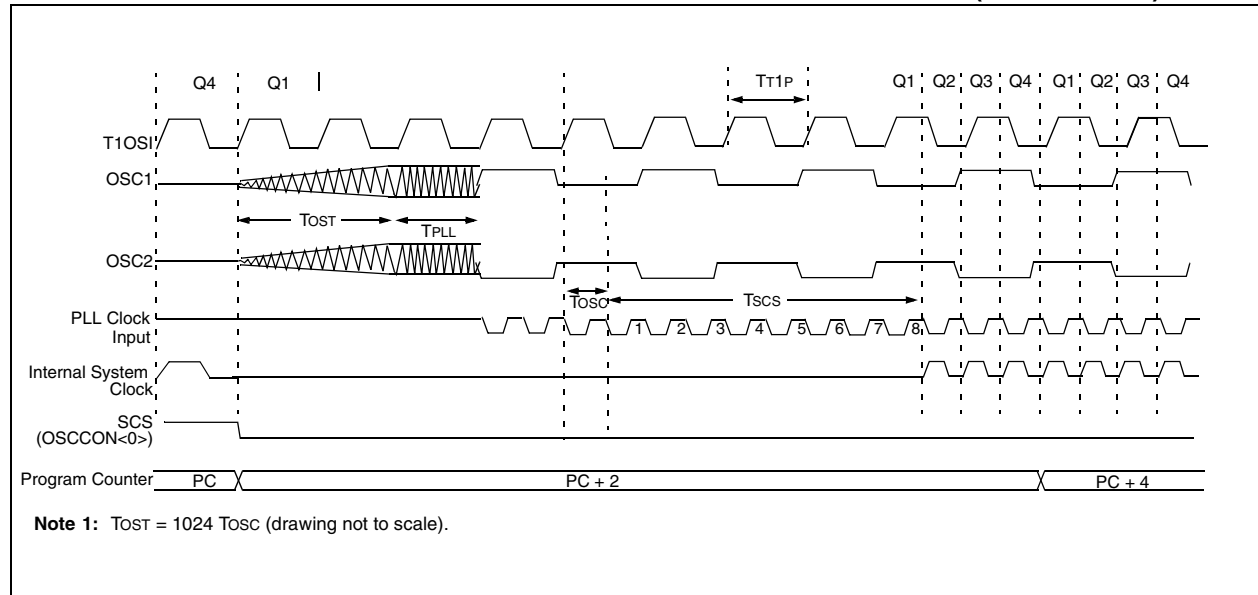 Q4 Q1 TT1P Q1 Q2 Q3 Q4 Q1 Q2 Q3 Q4
T1OSI
OSC1
TOST TPLL
OSC2
TOSC TSCS
PLL Clock
Input
1 2 3 4 5 6 7 8
Internal System
Clock
SCS
(OSCCON<0>)
Program Counter PC PC + 2 PC + 4
Note 1: TOST = 1024 TOSC (drawing not to scale).